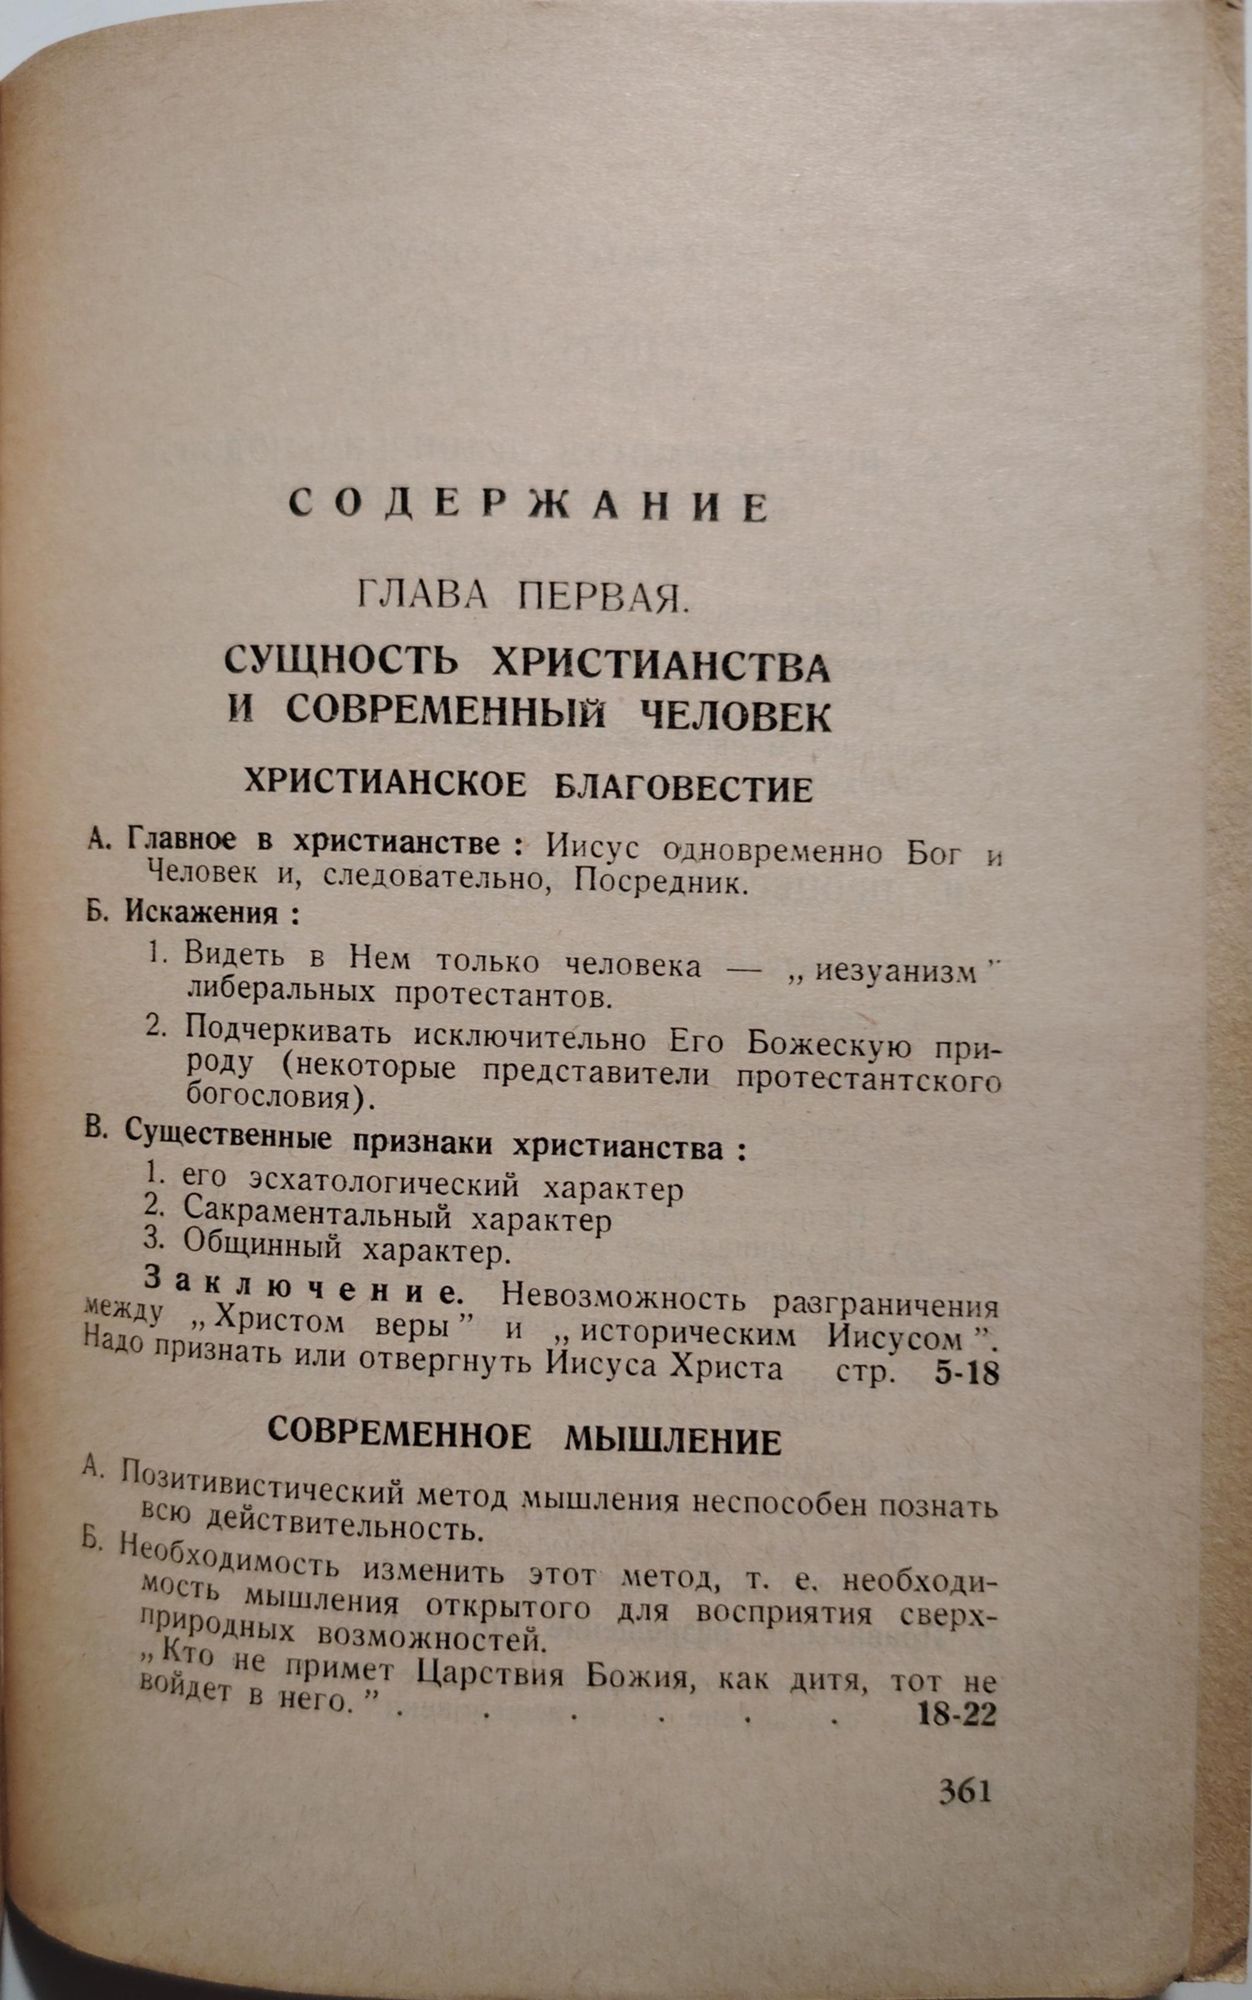 СОДЕРЖАНИЕ
ГЛАВА ПЕРВАЯ.
СУЩНОСТЬ ХРИСТИАНСТВА
И СОВРЕМЕННЫЙ ЧЕЛОВЕК
ХРИСТИАНСКОЕ БЛАГОВЕСТИЕ
А. Главное в христианстве : Иисус одновременно Бог и
Человек и, следовательно, Посредник.
Б. Искажения :
1. Видеть в Нем только человека — „иезуанизм”
либеральных протестантов.
2. Подчеркивать исключительно Его Божескую при-
роду (некоторые представители протестантского
богословия).
В. Существенные признаки христианства :
1. его эсхатологический характер
2. Сакраментальный характер
3. Общинный характер.
Заключение. Невозможность разграничения
между „Христом веры” и „историческим Иисусом”.
Надо признать или отвергнуть Иисуса Христа стр. 5-18
СОВРЕМЕННОЕ МЫШЛЕНИЕ
А. Позитивистический метод мышления неспособен познать
всю действительность.
Б. Необходимость изменить этот метод, т. е. необходи-
мость мышления открытого для восприятия сверх-
природных возможностей.
„Кто не примет Царствия Божия, как дитя, тот не
войдет в него.” . . . . . . 18-22
361